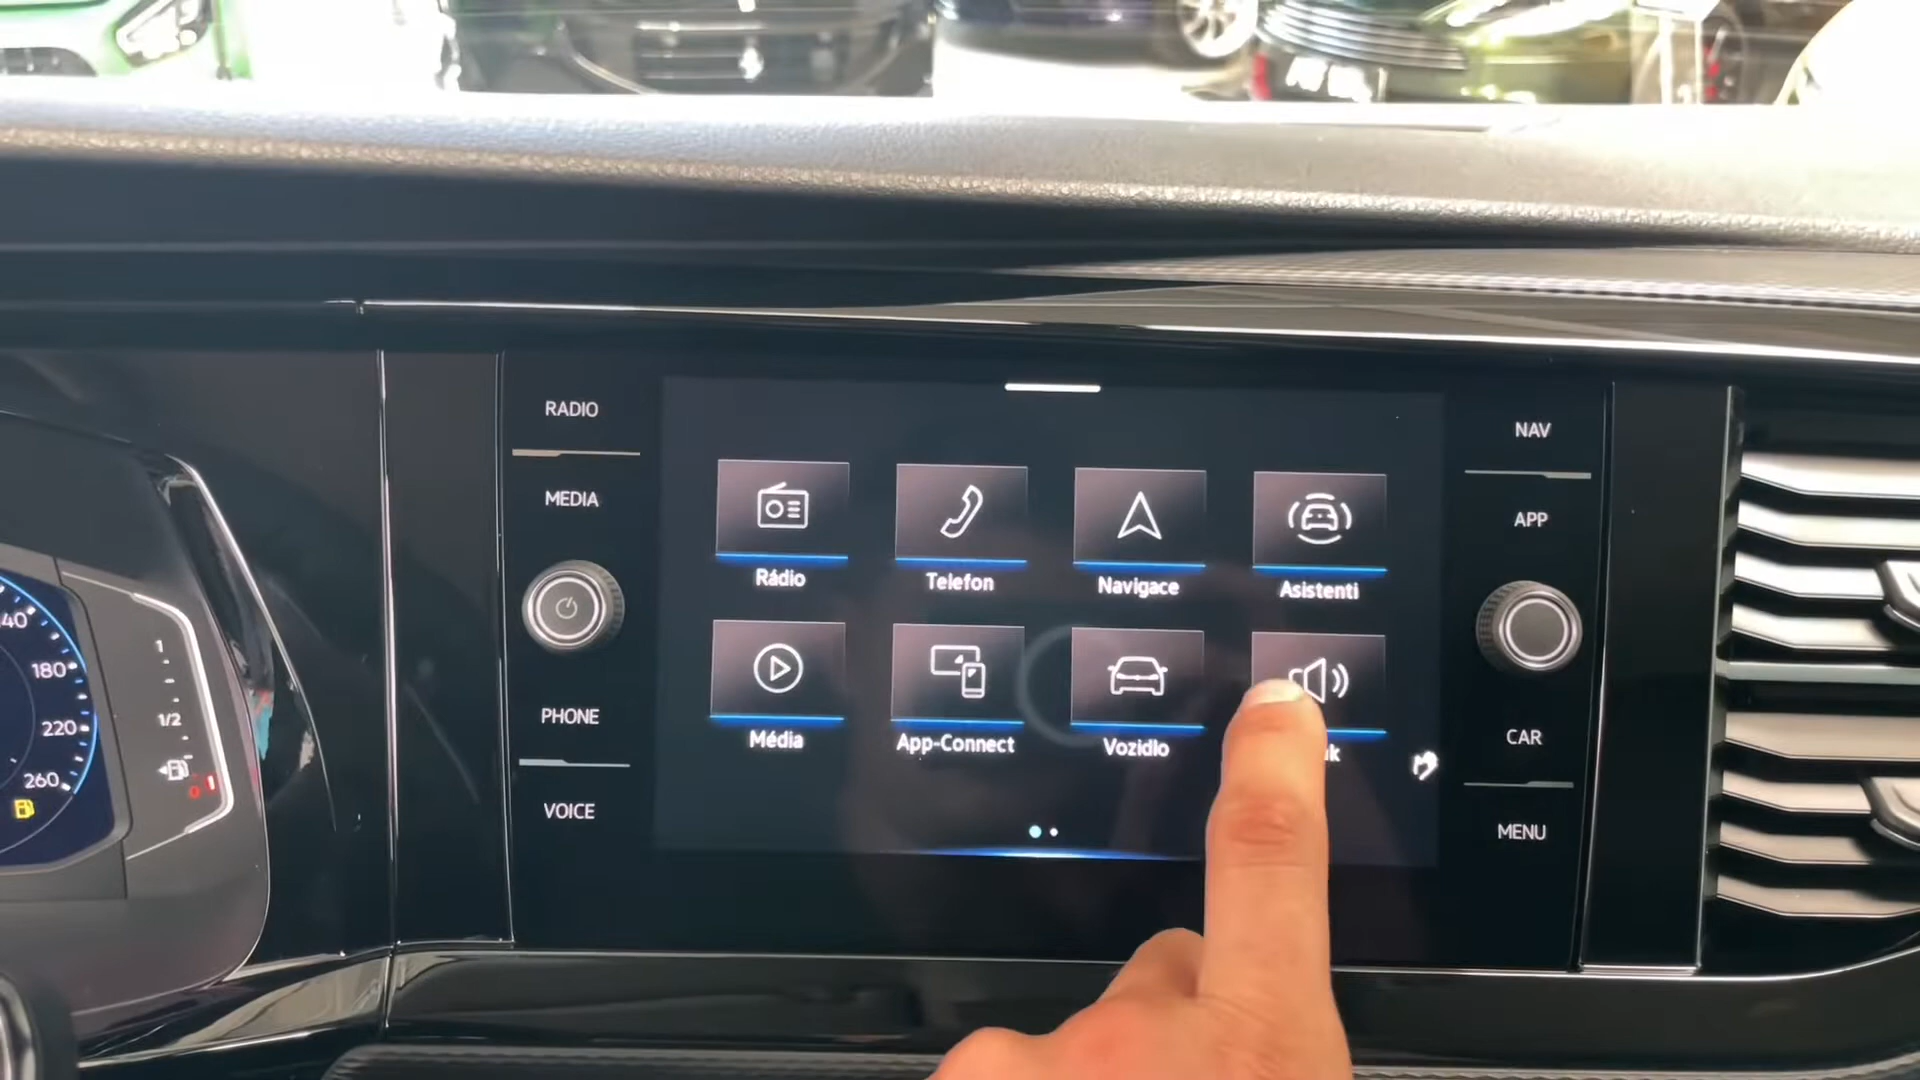 RADIO
MEDIA
PHONE
VOICE
Rádio
Telefon
Navigace
Asistenti
Média
App-Connect
Vozidlo
NAV
APP
CAR
MENU
180
220
260
1
1/2
0